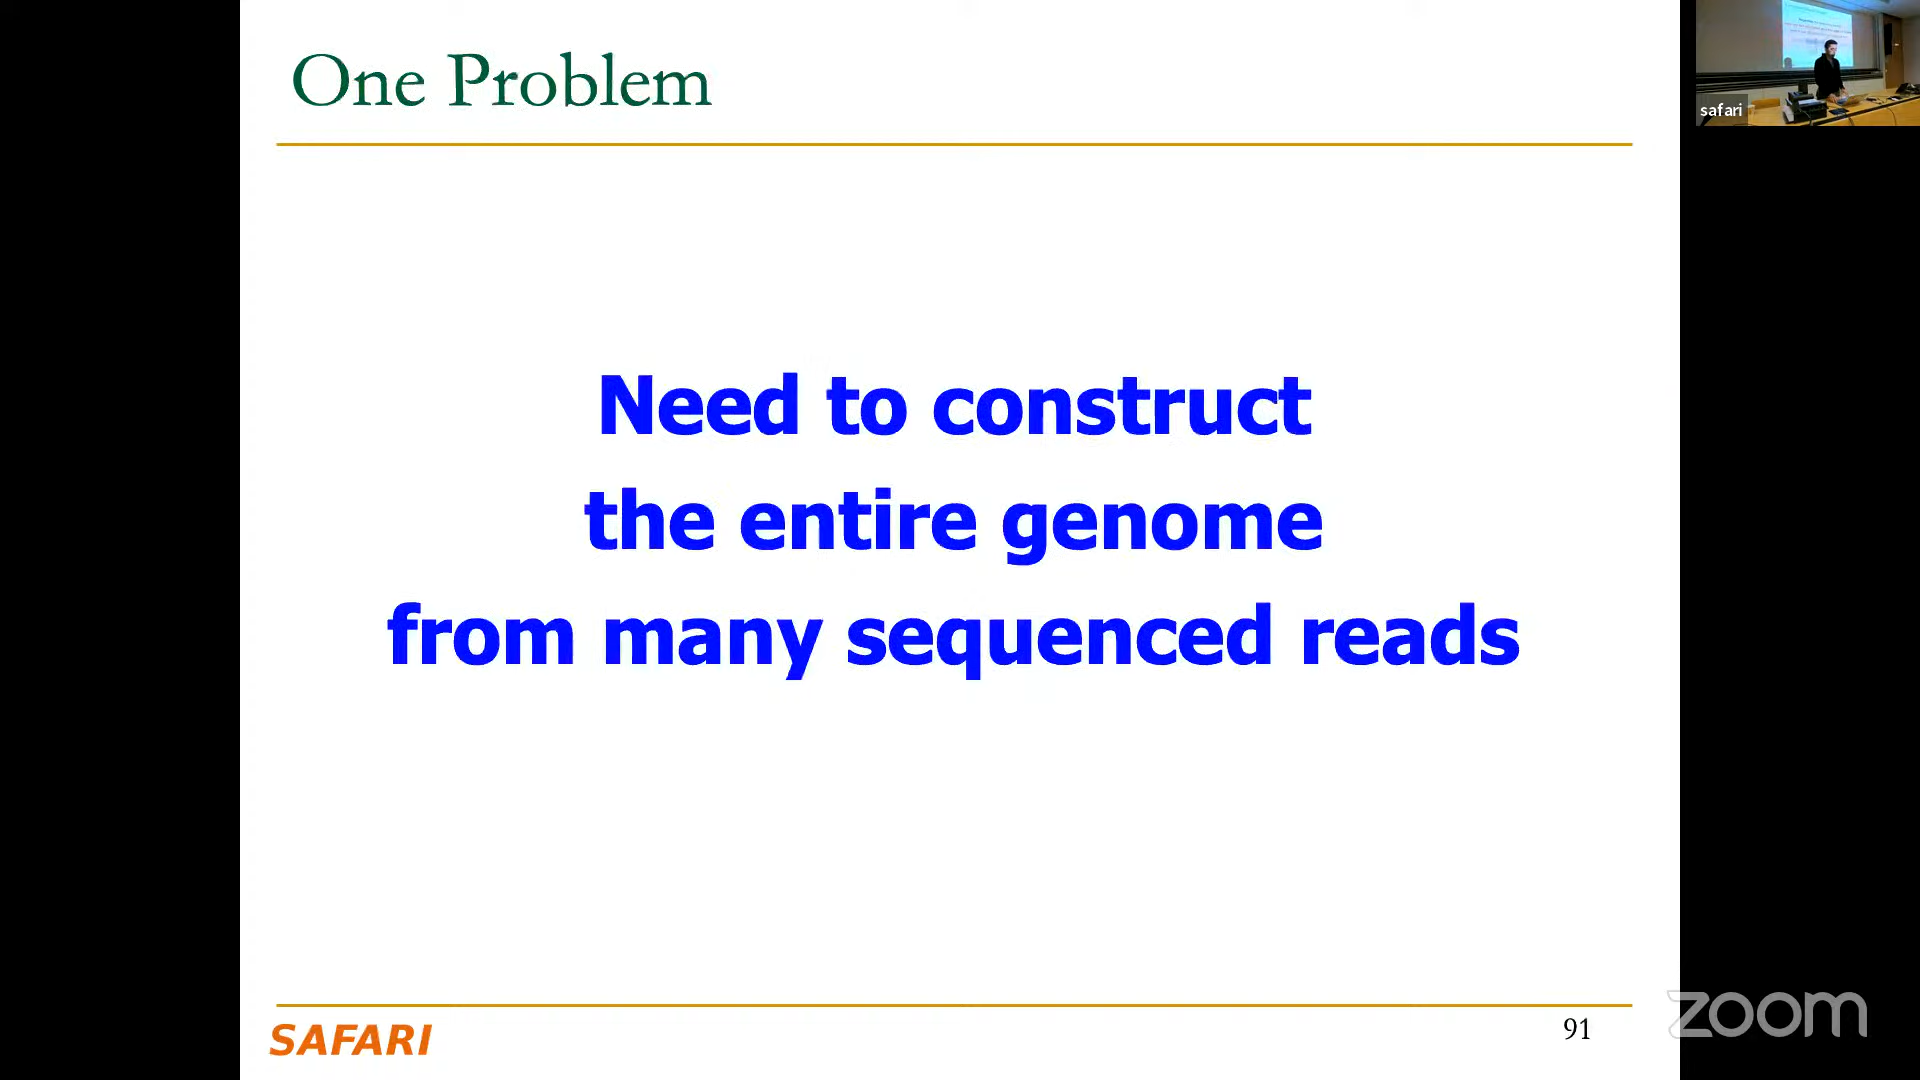 One Problem
safari
Need to construct
the entire genome
from many sequenced reads
SAFARI
91
zoom